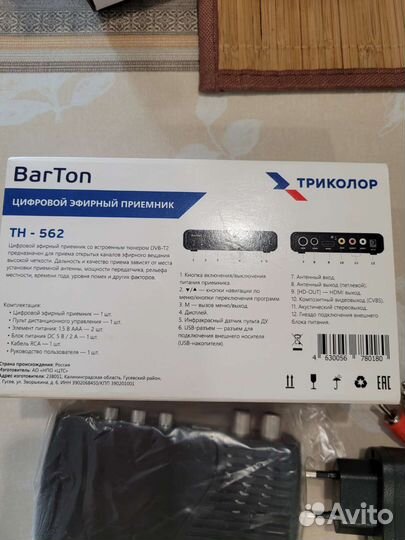 BarTon
ТРИКОЛОР
ЦИФРОВОЙ ЭФИРНЫЙ ПРИЕМНИК
TH - 562
Цифровой эфирный приемник со встроенным тюнером DVB-T2
предназначен для приема открытых каналов эфирного вещания
высокой четкости. Дальность и качество приема зависят от места
установки приемной антенны, мощности передатчика, рельефа
местности, времени года, уровня помех и других факторов.
Комплектация:
• Цифровой эфирный приемник — 1 шт.
• Пульт дистанционного управления — 1 шт.
• Элемент питания: 1.5 В ААА — 2 шт.
• Блок питания DC 5 В / 2 А — 1 шт.
• Кабель RCA — 1 шт.
• Руководство пользователя — 1 шт.
Страна происхождения: Россия
Изготовитель: АО «НПО «ЦТС»
Адрес изготовителя: 238051, Калининградская область, Гусевский район,
г. Гусев, ул. Зворыкина, д. 6, ИНН 3902068453/КПП 390201001
1. Кнопка включения/выключения
питания приемника.
2. ▼/▲ — кнопки навигации по
меню/кнопки переключения программ
3. M — вызов меню/выход.
4. Дисплей.
5. Инфракрасный датчик пульта ДУ.
6. USB-разъем — разъем для
подключения внешнего носителя
(USB-накопителя).
7. Антенный вход.
8. Антенный выход (петлевой).
9. [HD-OUT] — HDMI выход.
10. Композитный видеовыход (CVBS).
11. Акустический стереовыход.
12. Гнездо подключения внешнего
блока питания.
4 630056 780180
EAC
Avito